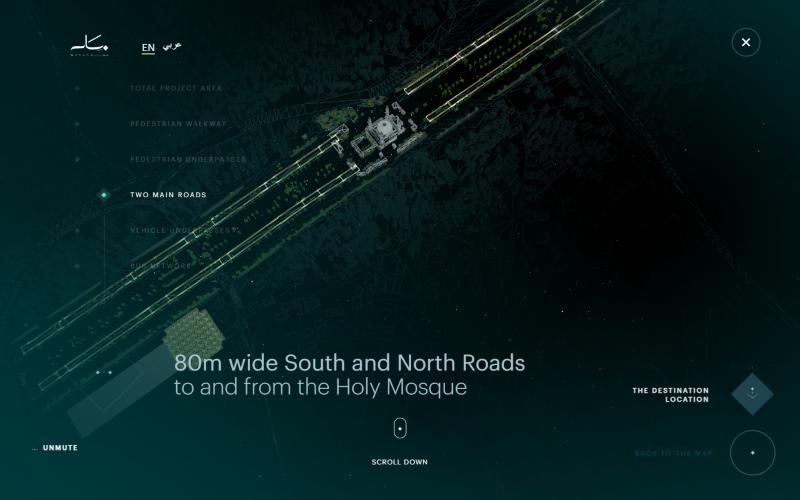 EN عربي
TOTAL PROJECT AREA
PEDESTRIAN WALKWAY
PEDESTRIAN UNDERPASSES
TWO MAIN ROADS
VEHICLE UNDERPASSES
BUS NETWORK
80m wide South and North Roads
to and from the Holy Mosque
THE DESTINATION
LOCATION
... UNMUTE
BACK TO THE MAP
SCROLL DOWN